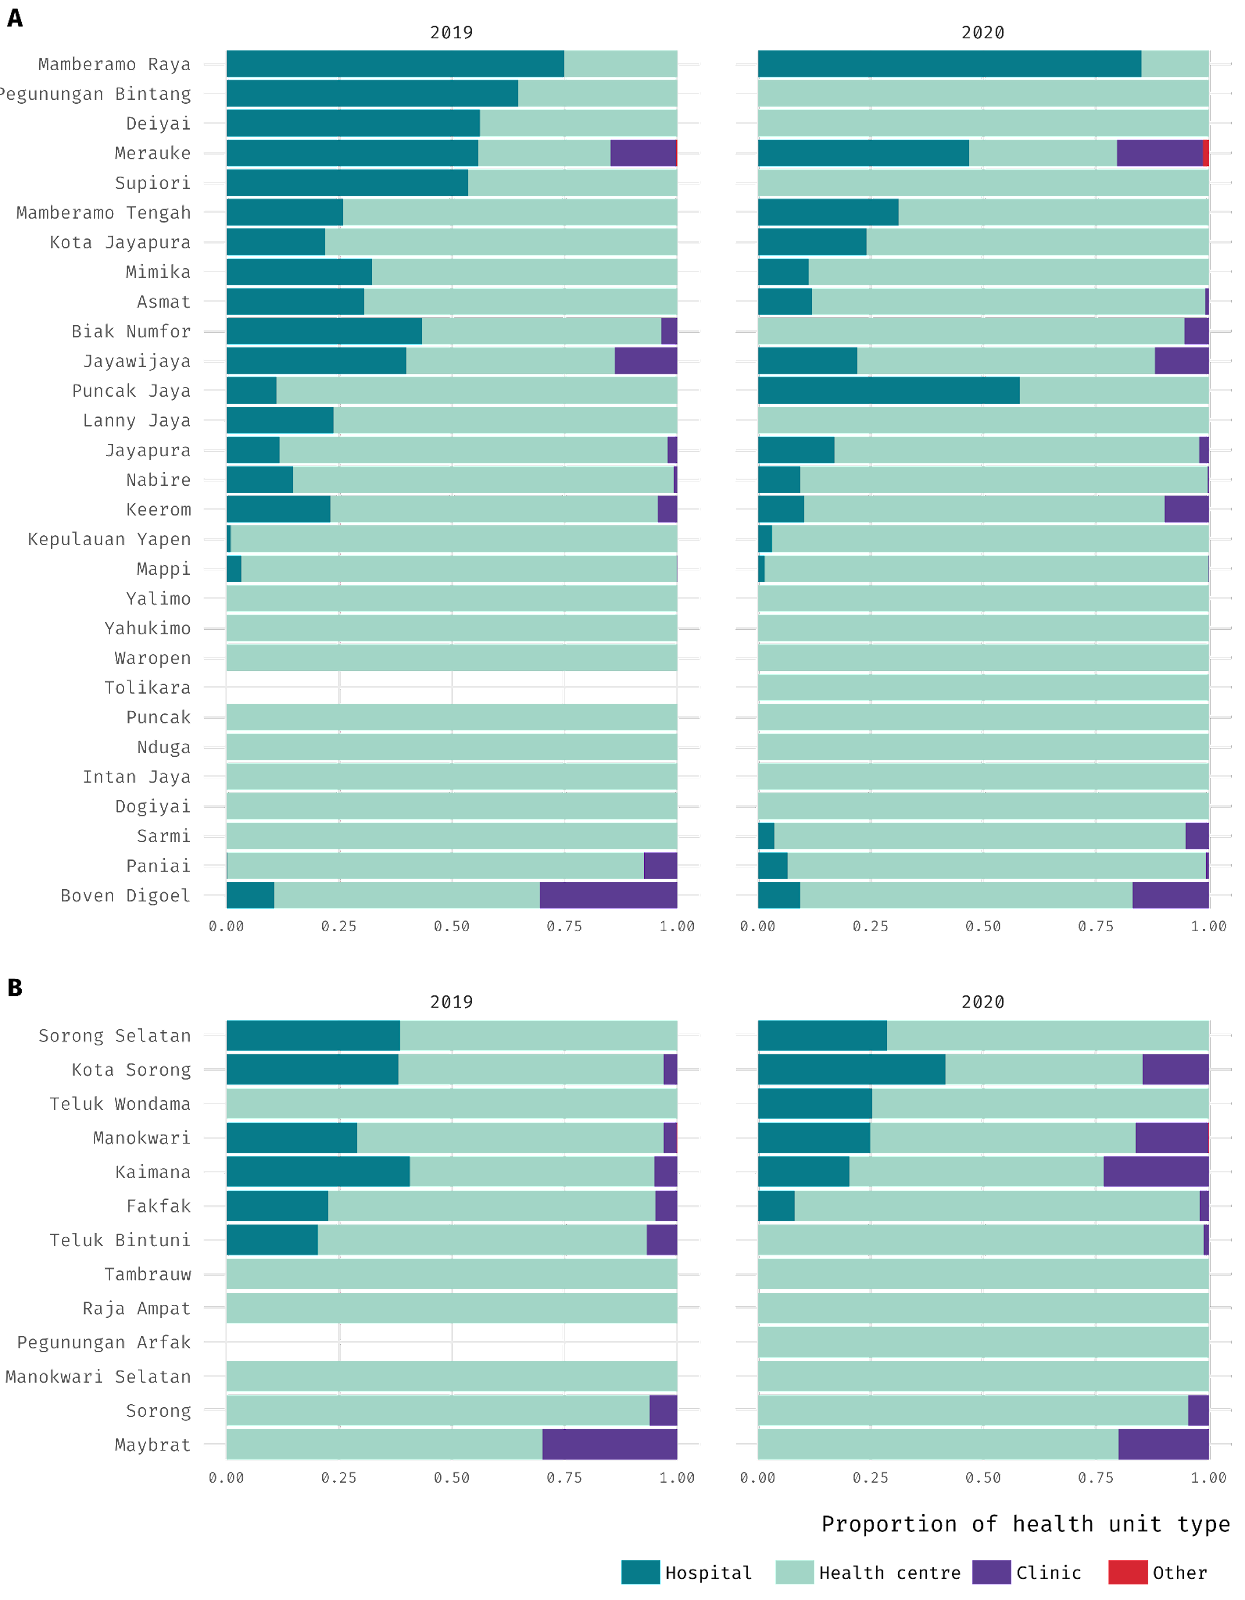 A
2019 2020
Mamberamo Raya
Pegunungan Bintang
Deiyai
Merauke
Supiori
Mamberamo Tengah
Kota Jayapura
Mimika
Asmat
Biak Numfor
Jayawijaya
Puncak Jaya
Lanny Jaya
Jayapura
Nabire
Keerom
Kepulauan Yapen
Mappi
Yalimo
Yahukimo
Waropen
Tolikara
Puncak
Nduga
Intan Jaya
Dogiyai
Sarmi
Paniai
Boven Digoel
0.00 0.25 0.50 0.75 1.00 0.00 0.25 0.50 0.75 1.00
B
2019 2020
Sorong Selatan
Kota Sorong
Teluk Wondama
Manokwari
Kaimana
Fakfak
Teluk Bintuni
Tambrauw
Raja Ampat
Pegunungan Arfak
Manokwari Selatan
Sorong
Maybrat
0.00 0.25 0.50 0.75 1.00 0.00 0.25 0.50 0.75 1.00
Proportion of health unit type
Hospital Health centre Clinic Other